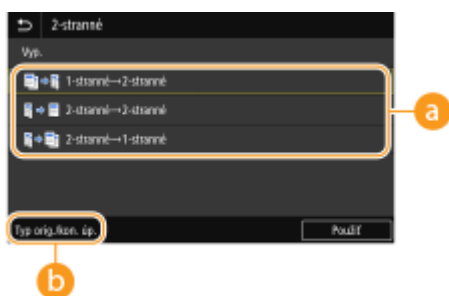 2-stranné
Vyp.
1-stranné→2-stranné
2-stranné→2-stranné
2-stranné→1-stranné
a
Typ orig./kon. úp.
Použiť
b